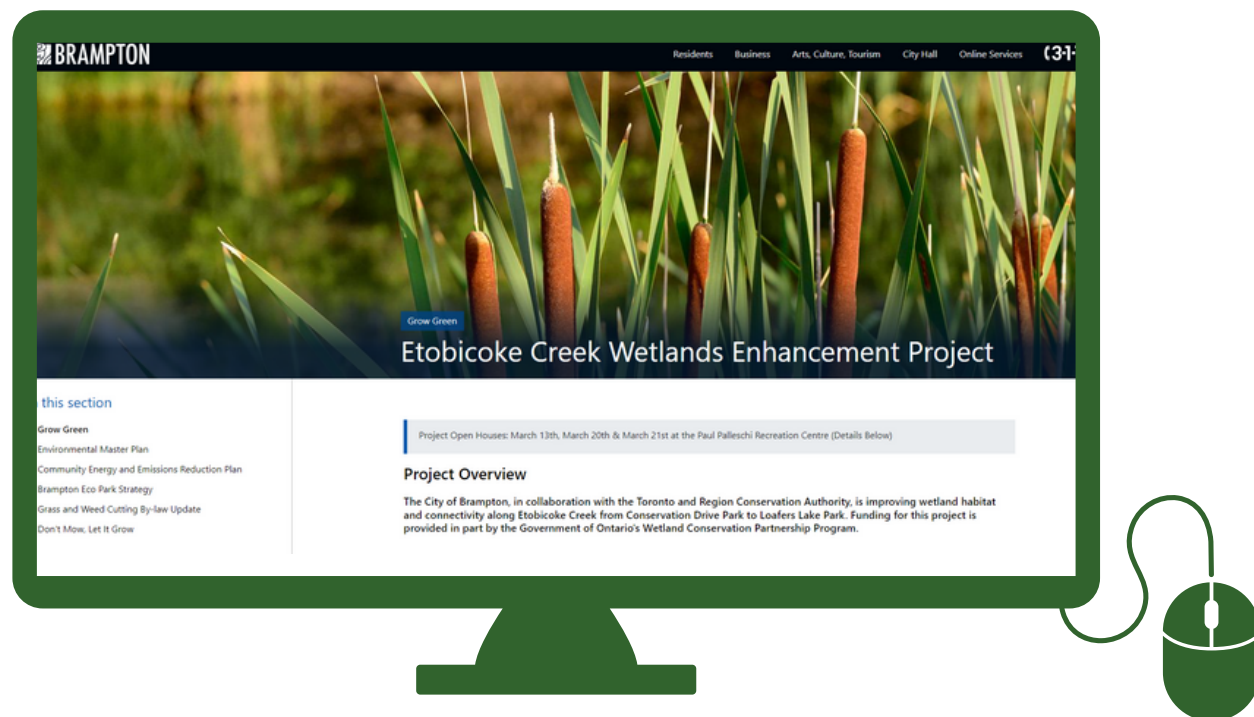 BRAMPTON
Residents Business Arts, Culture, Tourism City Hall Online Services (3-1-
Grow Green
Etobicoke Creek Wetlands Enhancement Project
this section
Grow Green
Environmental Master Plan
Community Energy and Emissions Reduction Plan
Brampton Eco Park Strategy
Grass and Weed Cutting By-law Update
Don't Mow, Let It Grow
Project Open Houses: March 13th, March 20th & March 21st at the Paul Palleschi Recreation Centre (Details Below)
Project Overview
The City of Brampton, in collaboration with the Toronto and Region Conservation Authority, is improving wetland habitat
and connectivity along Etobicoke Creek from Conservation Drive Park to Loafers Lake Park. Funding for this project is
provided in part by the Government of Ontario's Wetland Conservation Partnership Program.